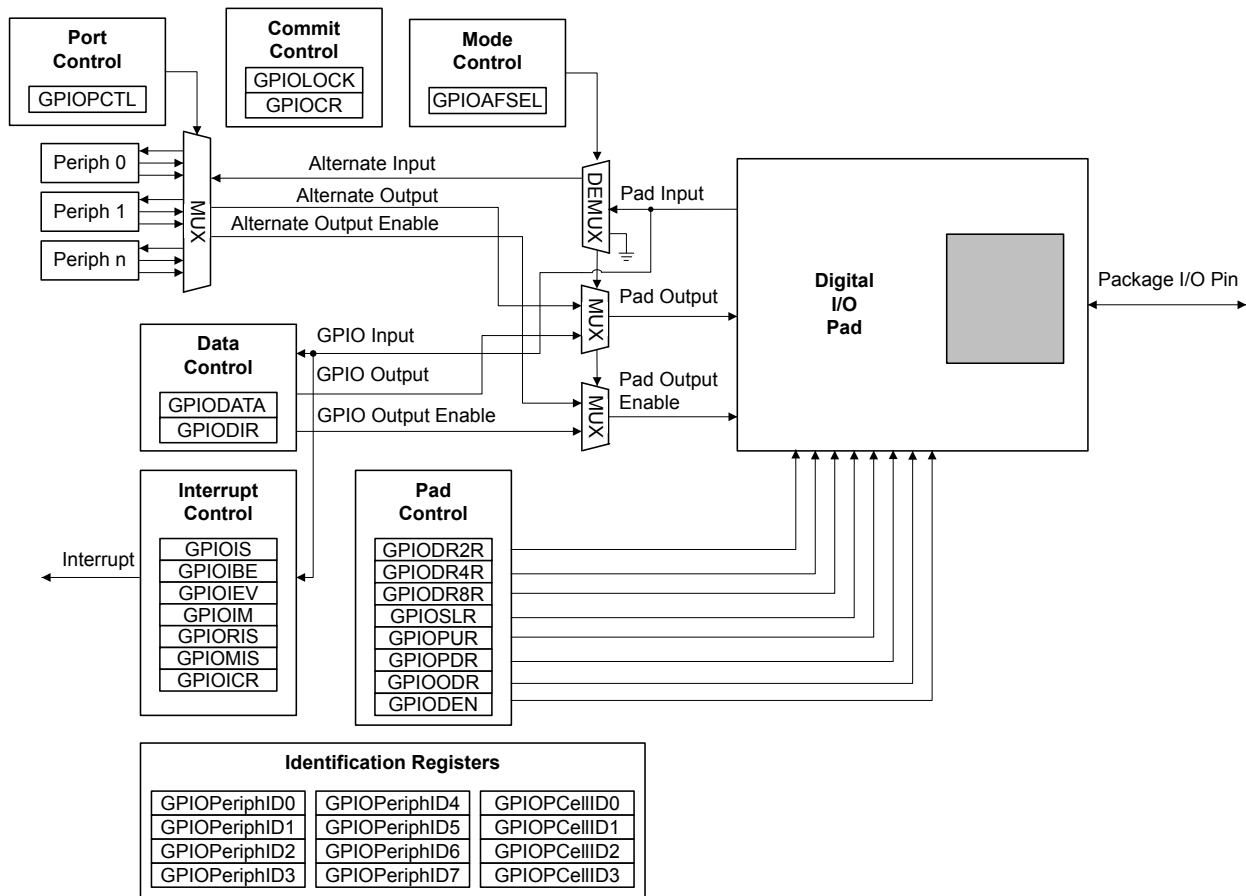 Port
Control
GPIOPCTL
Commit
Control
GPIOLOCK
GPIOCR
Mode
Control
GPIOAFSEL
Periph 0
Periph 1
Periph n
MUX
Alternate Input
Alternate Output
Alternate Output Enable
DEMUX
Pad Input
MUX
Pad Output
MUX
Pad Output
Enable
Digital
I/O
Pad
Package I/O Pin
Data
Control
GPIODATA
GPIODIR
GPIO Input
GPIO Output
GPIO Output Enable
Interrupt
Control
GPIOIS
GPIOIBE
GPIOIEV
GPIOIM
GPIORIS
GPIOMIS
GPIOICR
Interrupt
Pad
Control
GPIODR2R
GPIODR4R
GPIODR8R
GPIOSLR
GPIOPUR
GPIOPDR
GPIOODR
GPIODEN
Identification Registers
GPIOPeriphID0
GPIOPeriphID1
GPIOPeriphID2
GPIOPeriphID3
GPIOPeriphID4
GPIOPeriphID5
GPIOPeriphID6
GPIOPeriphID7
GPIOPCellID0
GPIOPCellID1
GPIOPCellID2
GPIOPCellID3